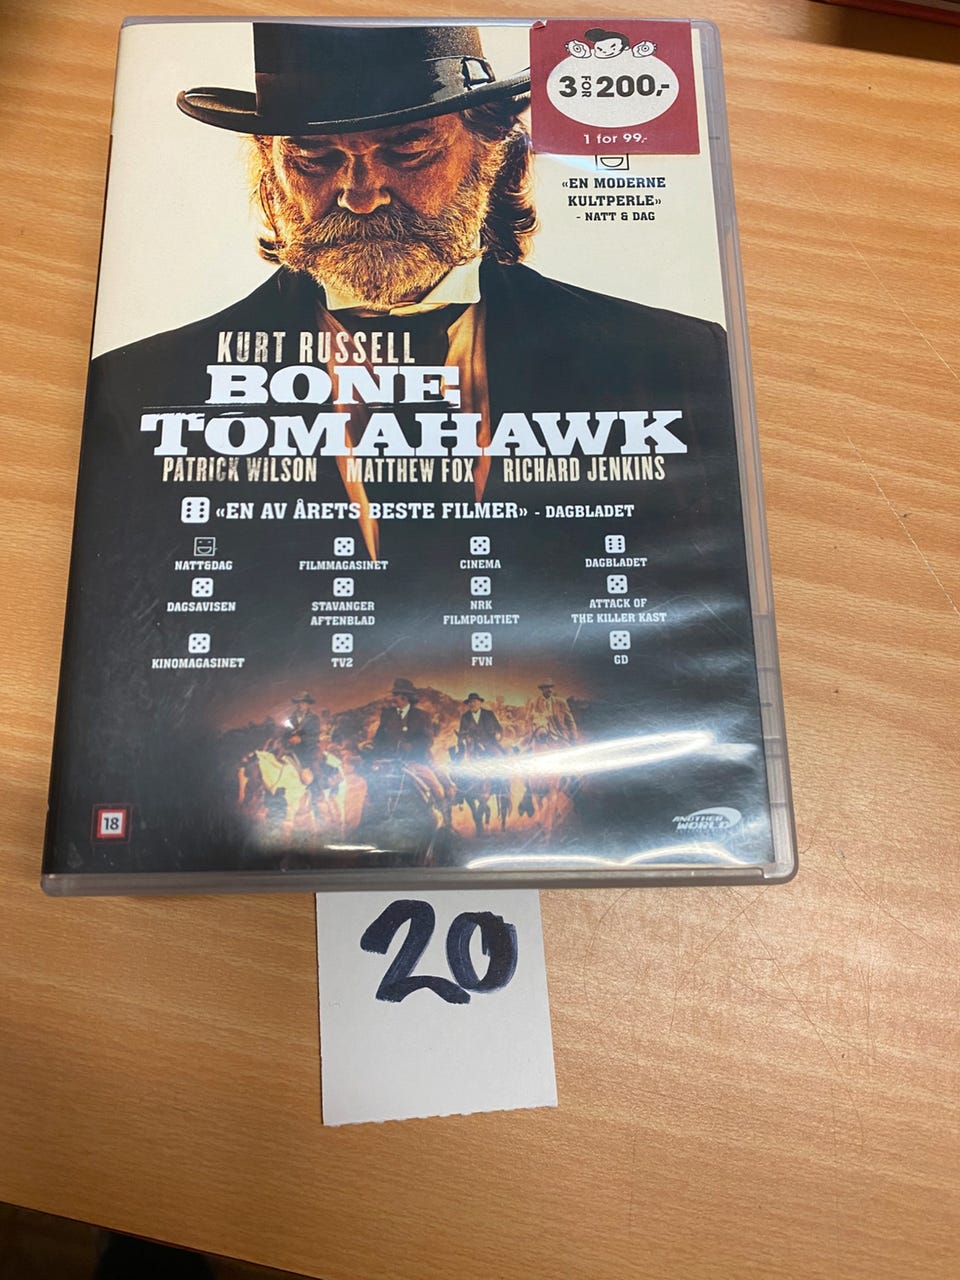 3 FOR 200,-
1 for 99,-
«EN MODERNE
KULTPERLE»
- NATT & DAG
KURT RUSSELL
BONE
TOMAHAWK
PATRICK WILSON MATTHEW FOX RICHARD JENKINS
«EN AV ÅRETS BESTE FILMER» - DAGBLADET
NATT&DAG FILMMAGASINET CINEMA DAGBLADET
DAGSAVISEN STAVANGER AFTENBLAD NRK FILMPOLITIET ATTACK OF THE KILLER KAST
KINOMAGASINET TV2 FVN GD
18
ANOTHER
WORLD
20